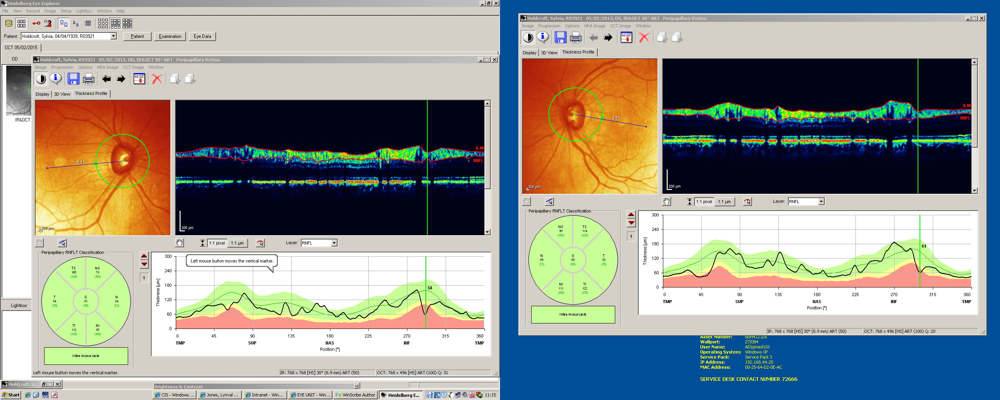 Heidelberg Eye Explorer
File View Record Image Setup Lightbox Window Help
Patient: Holdcroft, Sylvia, 04/04/1939, R03921 Patient Examination Eye Data
OCT 05/02/2015
OD
IR&OCT
Lightbox:
Holdcroft, Sylvia, R03921 05/02/2015, OD, IR&OCT 30° ART Peripapillary Retina
Image Progression Options HRA Image OCT Image Window
Display 3D View Thickness Profile
-5.1°
200 µm
ILM
RNFL
200 µm
1:1 pixel 1:1 µm Layer: RNFL
Peripapillary RNFLT Classification
TS
108
(129)
NS
79
(102)
T
64
(70)
G
81
(95)
N
64
(72)
TI
112
(135)
NI
95
(103)
Within Normal Limits
1
Left mouse button moves the vertical marker.
Thickness [µm]
300
240
180
120
60
0
58
0 45 90 135 180 225 270 315 360
TMP SUP NAS INF TMP
Position [°]
Left mouse button moves the vertical marker.
IR: 768 x 768 [HS] 30° (8.9 mm) ART (50) OCT: 768 x 496 [HS] ART (100) Q: 31
Holdcroft, S...
Brightness & Contrast
Start CRIS CIS - Windows ... Jones, Lynval ... Intranet - Win... EYE UNIT - Win... WinScribe Author Heidelberg E... 11:15
Holdcroft, Sylvia, R03921 05/02/2015, OS, IR&OCT 30° ART Peripapillary Retina
Image Progression Options HRA Image OCT Image Window
Display 3D View Thickness Profile
-9.5°
200 µm
ILM
RNFL
200 µm
1:1 pixel 1:1 µm Layer: RNFL
Peripapillary RNFLT Classification
NS
96
(102)
TS
114
(129)
N
68
(72)
G
85
(95)
T
52
(70)
NI
111
(103)
TI
122
(135)
Within Normal Limits
1
Thickness [µm]
300
240
180
120
60
0
61
0 45 90 135 180 225 270 315 360
TMP SUP NAS INF TMP
Position [°]
IR: 768 x 768 [HS] 30° (8.9 mm) ART (50) OCT: 768 x 496 [HS] ART (100) Q: 20
Asset Number: NSH412326
Wallport: 27/084
User Name: AD\jonesl101
Operating System: Windows XP
Service Pack: Service Pack 3
IP Address: 192.168.44.20
MAC Address: 00-25-64-D2-0E-AC
SERVICE DESK CONTACT NUMBER 72666